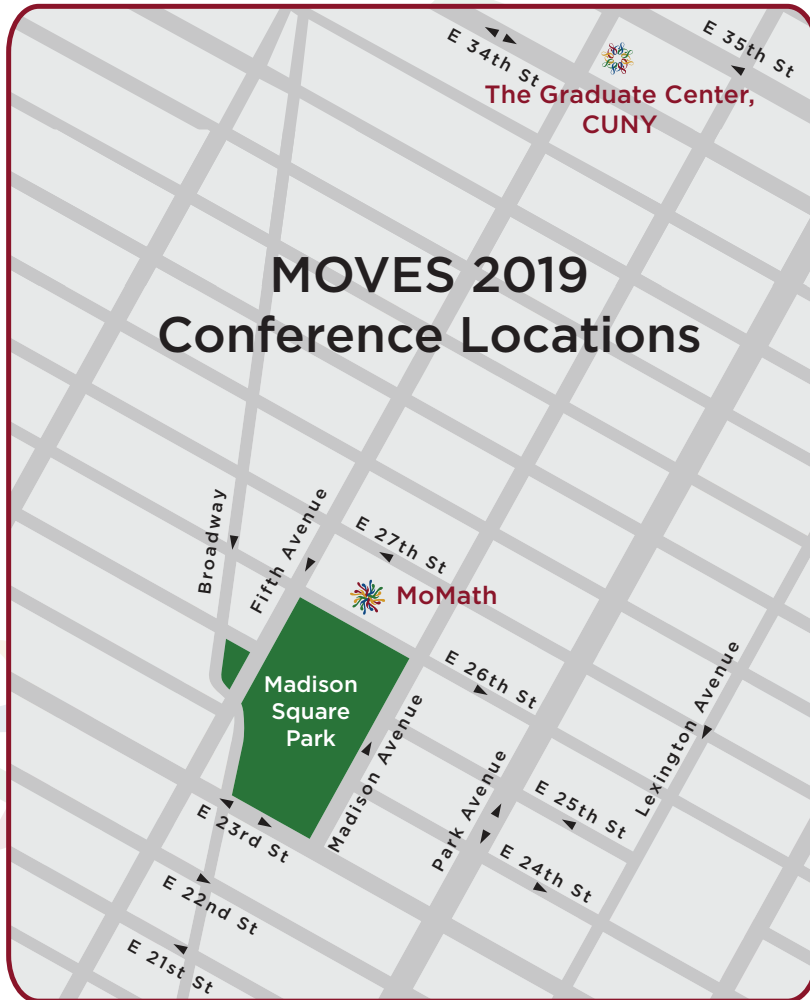 E 34th St
E 35th St
The Graduate Center,
CUNY
MOVES 2019
Conference Locations
Broadway
Fifth Avenue
E 27th St
MoMath
Madison
Square
Park
E 26th St
Madison Avenue
Lexington Avenue
Park Avenue
E 25th St
E 23rd St
E 24th St
E 22nd St
E 21st St